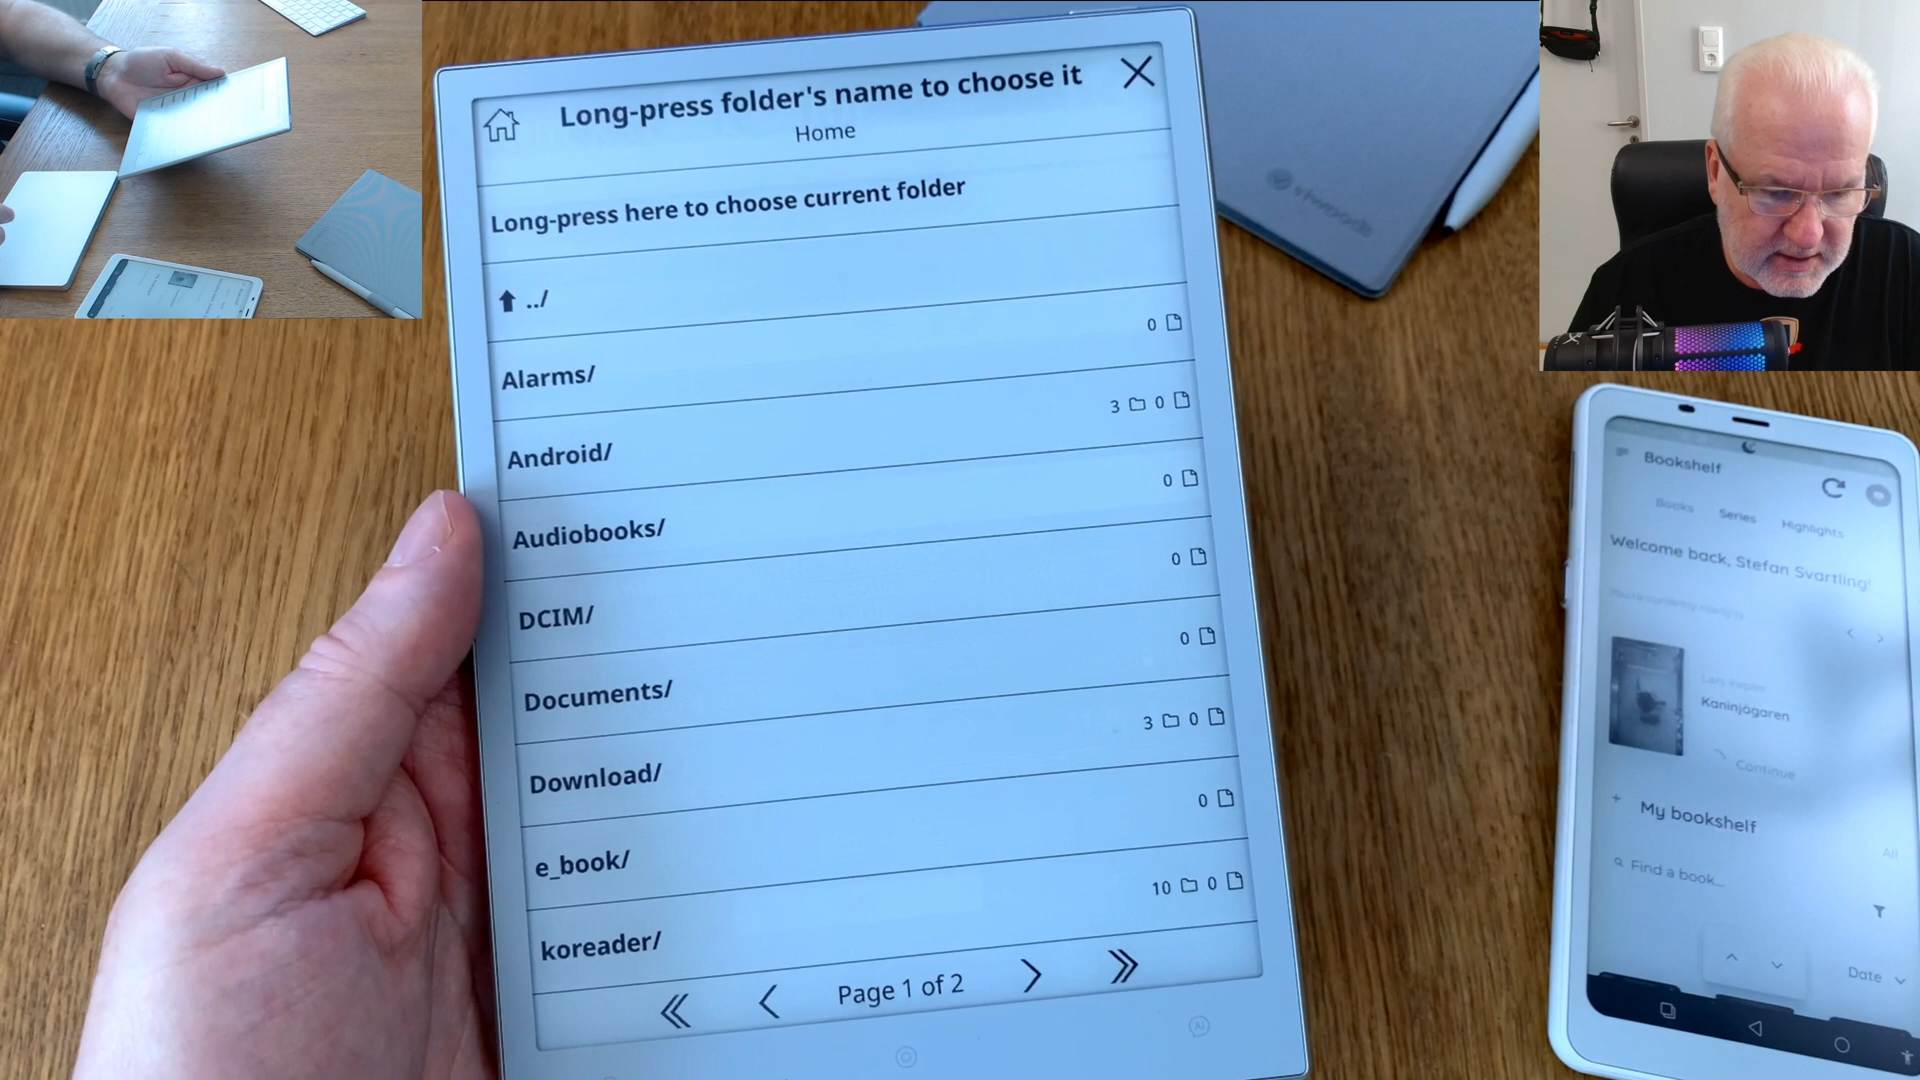 Long-press folder's name to choose it
Home
Long-press here to choose current folder
../
Alarms/
0
Android/
3 0
Audiobooks/
0
DCIM/
0
Documents/
0
Download/
3 0
e_book/
0
koreader/
10 0
Page 1 of 2
AI
Bookshelf
Books Series Highlights
Welcome back, Stefan Svartling!
Kaninjägaren
Continue
My bookshelf
All
Find a book...
Date